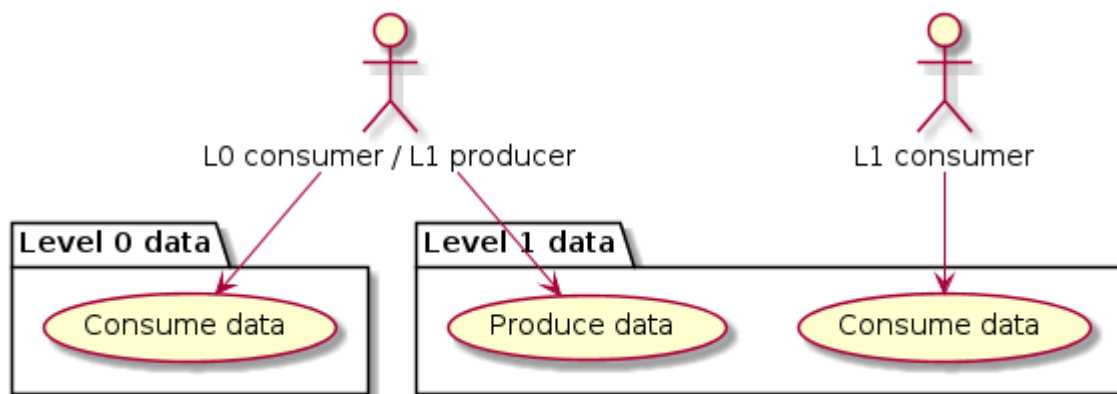 L0 consumer / L1 producer
L1 consumer
Level 0 data
Level 1 data
Consume data
Produce data
Consume data